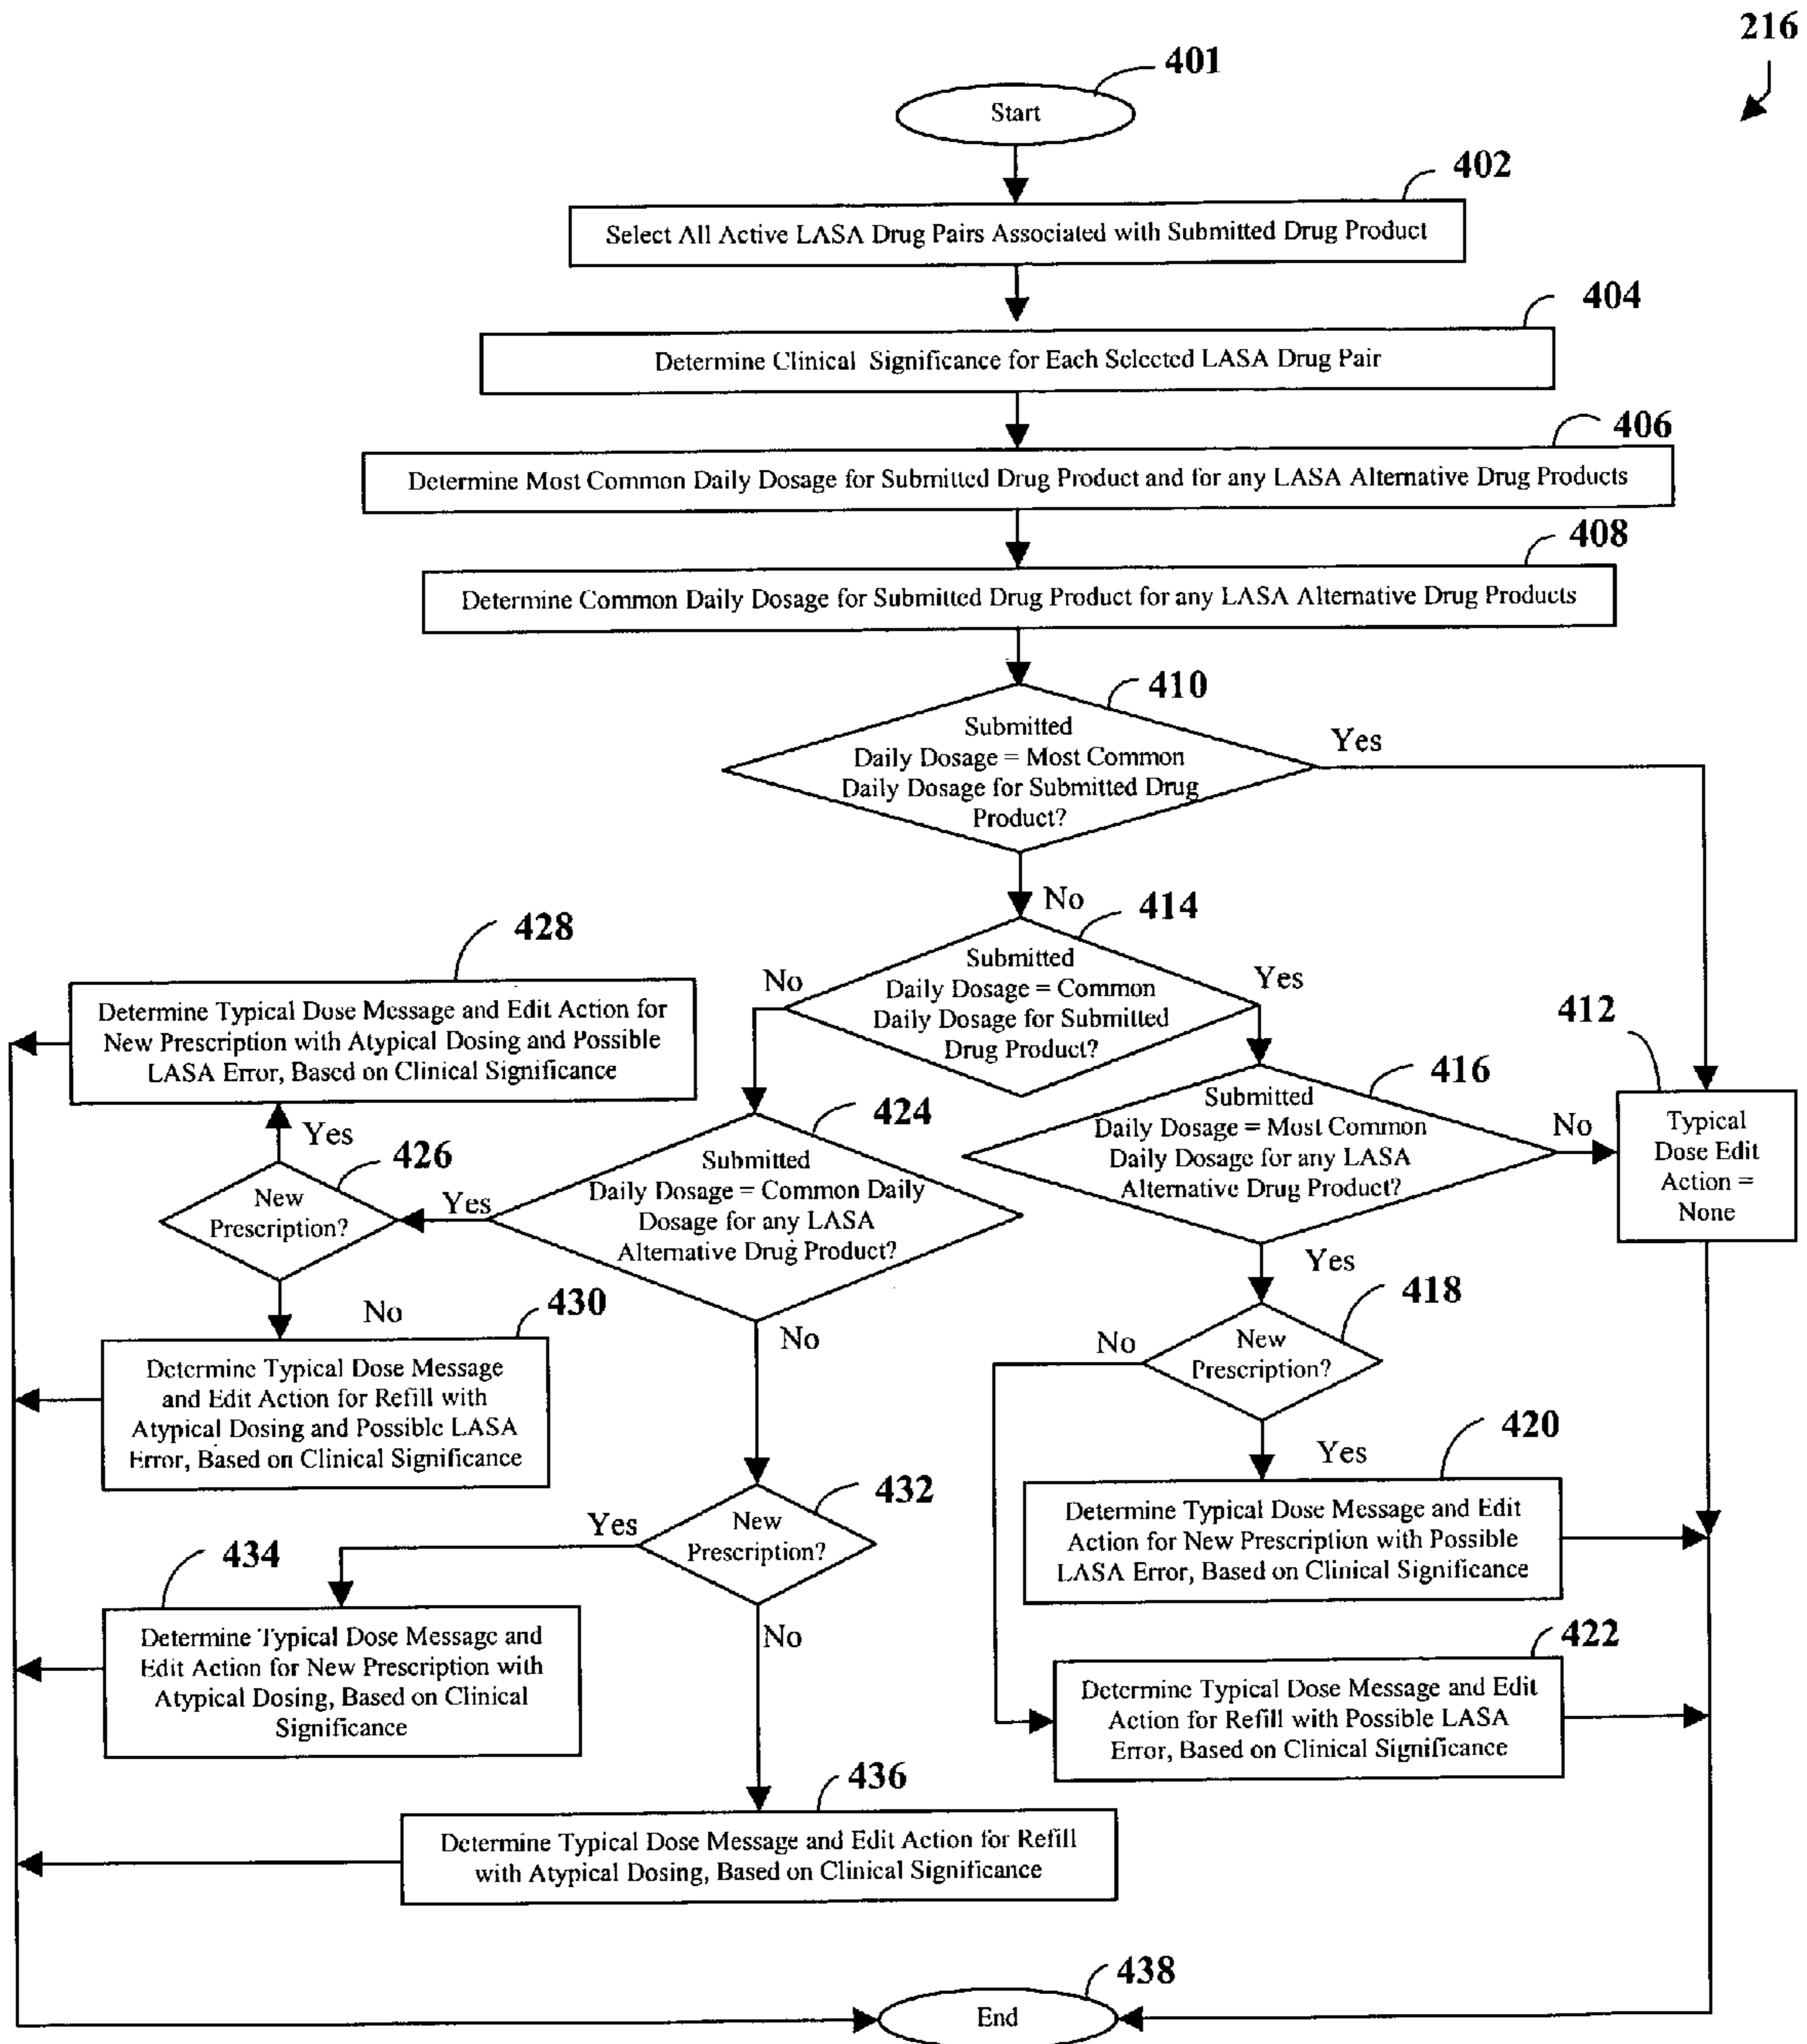 216
401
Start
402
Select All Active LASA Drug Pairs Associated with Submitted Drug Product
404
Determine Clinical Significance for Each Selected LASA Drug Pair
406
Determine Most Common Daily Dosage for Submitted Drug Product and for any LASA Alternative Drug Products
408
Determine Common Daily Dosage for Submitted Drug Product for any LASA Alternative Drug Products
410
Submitted
Daily Dosage = Most Common
Daily Dosage for Submitted Drug
Product?
Yes
No
414
Submitted
Daily Dosage = Common
Daily Dosage for Submitted
Drug Product?
No
Yes
428
Determine Typical Dose Message and Edit Action for
New Prescription with Atypical Dosing and Possible
LASA Error, Based on Clinical Significance
412
Typical
Dose Edit
Action =
None
416
Submitted
Daily Dosage = Most Common
Daily Dosage for any LASA
Alternative Drug Product?
No
Yes
424
Submitted
Daily Dosage = Common Daily
Dosage for any LASA
Alternative Drug Product?
Yes
No
426
New
Prescription?
Yes
No
430
Determine Typical Dose Message
and Edit Action for Refill with
Atypical Dosing and Possible LASA
Error, Based on Clinical Significance
418
New
Prescription?
No
Yes
420
Determine Typical Dose Message and Edit
Action for New Prescription with Possible
LASA Error, Based on Clinical Significance
432
New
Prescription?
Yes
No
434
Determine Typical Dose Message and
Edit Action for New Prescription with
Atypical Dosing, Based on Clinical
Significance
422
Determine Typical Dose Message and Edit
Action for Refill with Possible LASA
Error, Based on Clinical Significance
436
Determine Typical Dose Message and Edit Action for Refill
with Atypical Dosing, Based on Clinical Significance
438
End